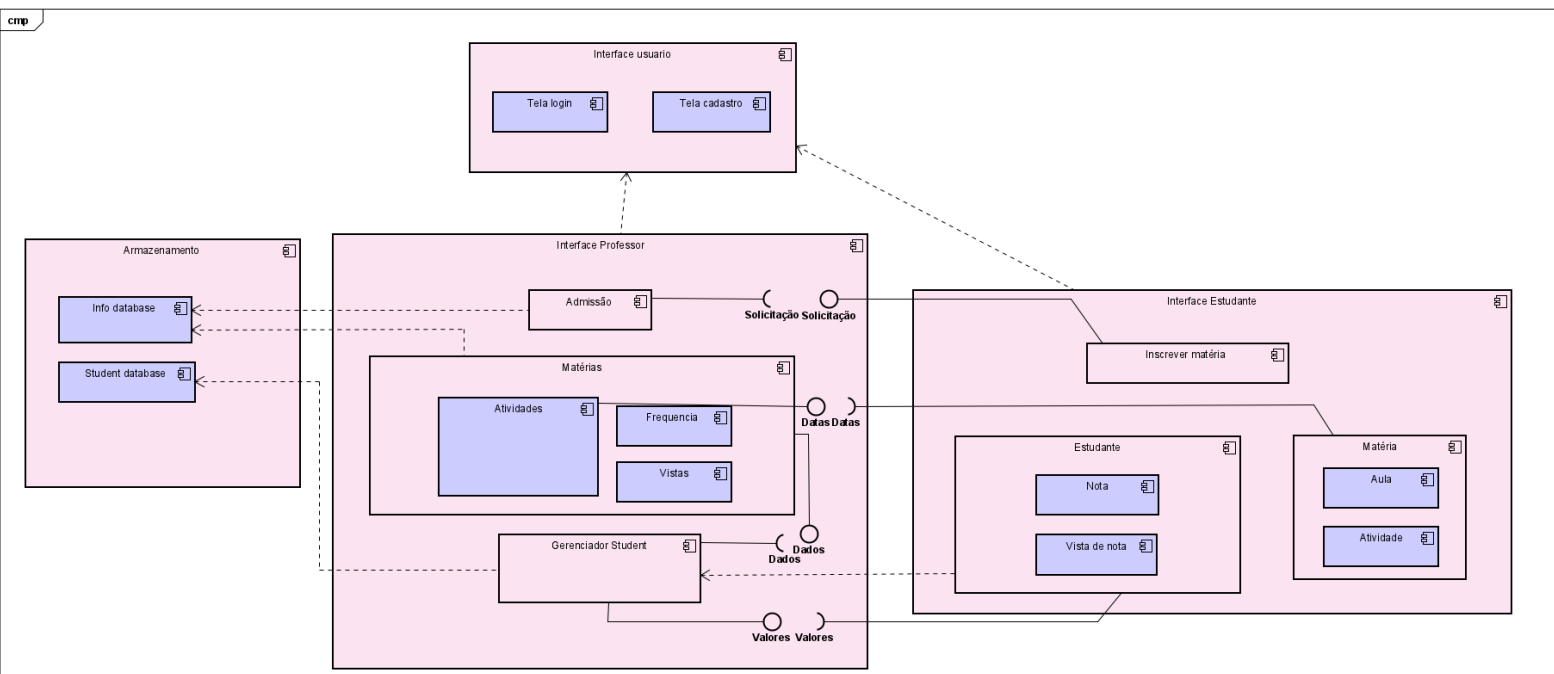 cmp
Interface usuario
Tela login
Tela cadastro
Armazenamento
Info database
Student database
Interface Professor
Admissão
Solicitação
Solicitação
Matérias
Atividades
Frequencia
Vistas
Datas
Datas
Gerenciador Student
Dados
Dados
Valores
Valores
Interface Estudante
Inscrever matéria
Estudante
Nota
Vista de nota
Matéria
Aula
Atividade